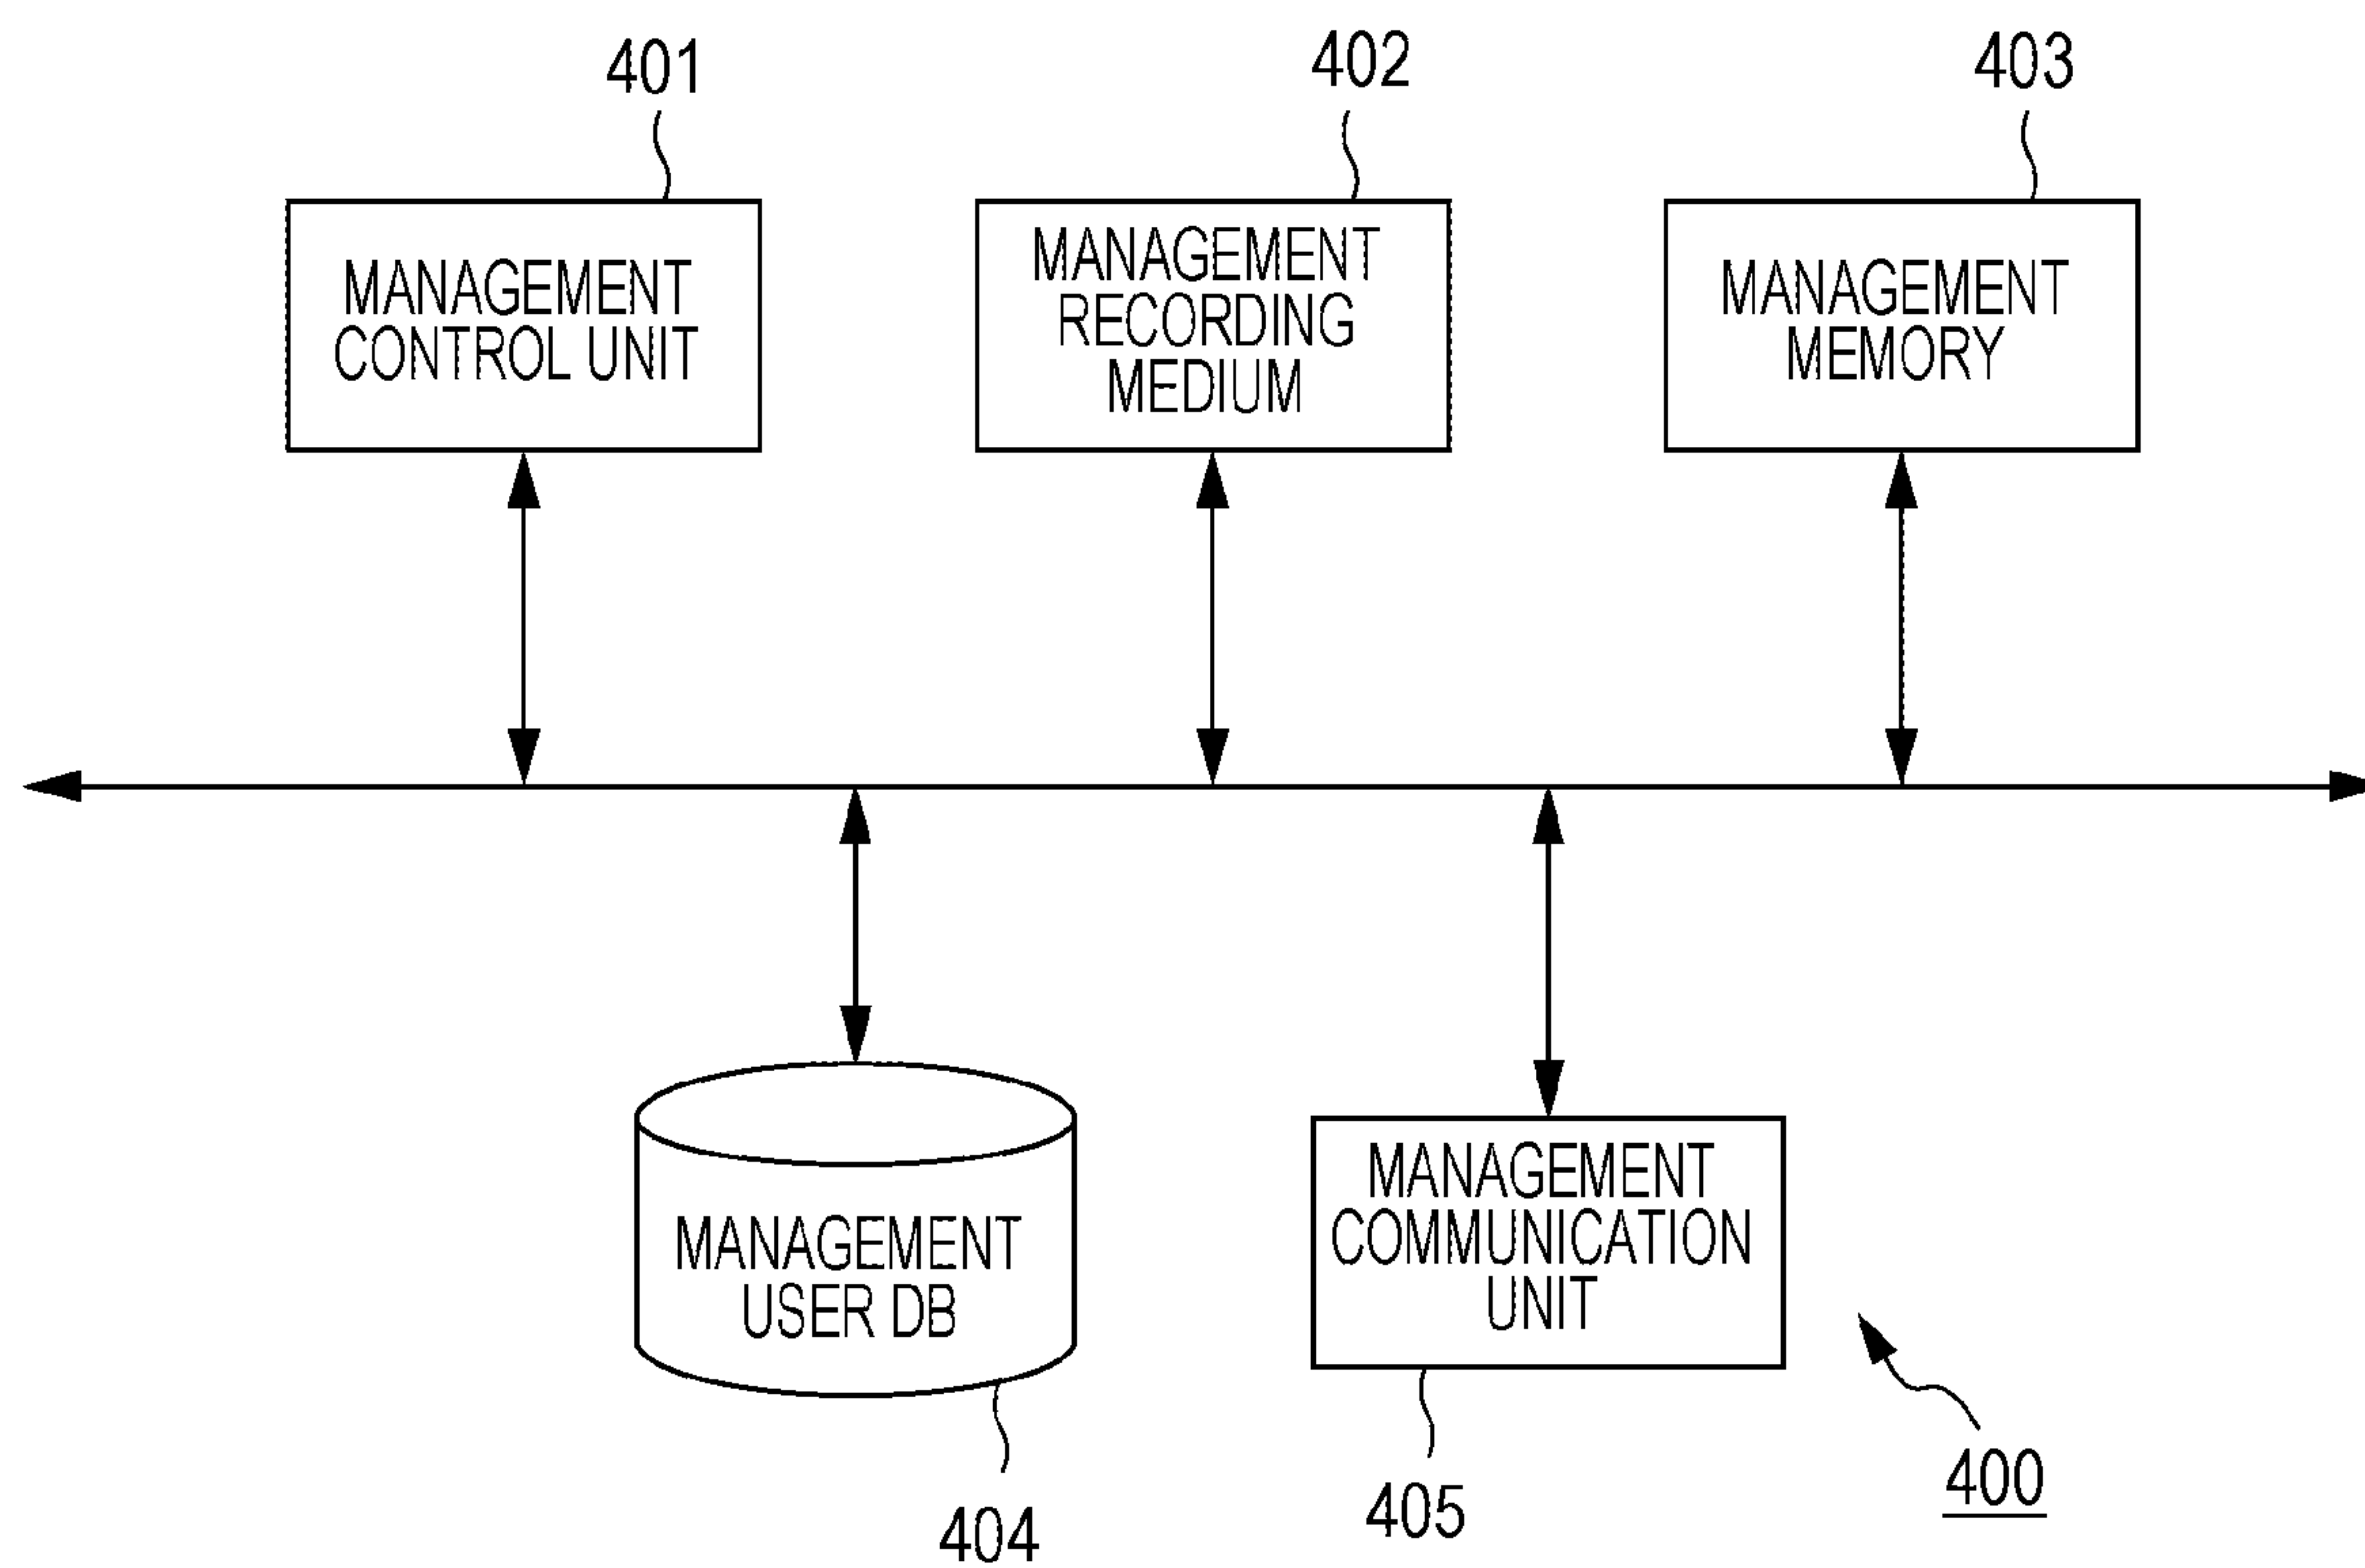 401
402
403
MANAGEMENT
CONTROL UNIT
MANAGEMENT
RECORDING
MEDIUM
MANAGEMENT
MEMORY
MANAGEMENT
USER DB
MANAGEMENT
COMMUNICATION
UNIT
404
405
400